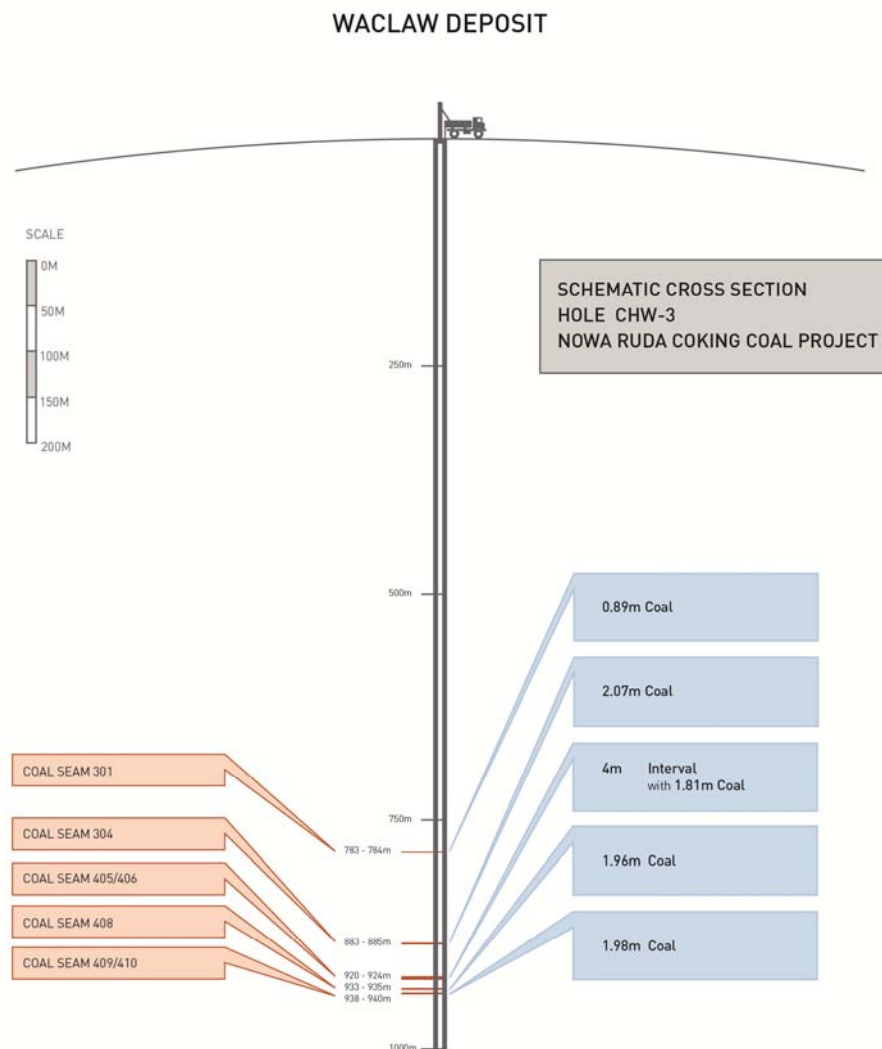 WACLAW DEPOSIT
SCALE
0M
50M
100M
150M
200M
SCHEMATIC CROSS SECTION
HOLE CHW-3
NOWA RUDA COKING COAL PROJECT
250m
500m
750m
1000m
COAL SEAM 301
COAL SEAM 304
COAL SEAM 405/406
COAL SEAM 408
COAL SEAM 409/410
783 - 784m
883 - 885m
920 - 924m
933 - 935m
938 - 940m
0.89m Coal
2.07m Coal
4m Interval
with 1.81m Coal
1.96m Coal
1.98m Coal